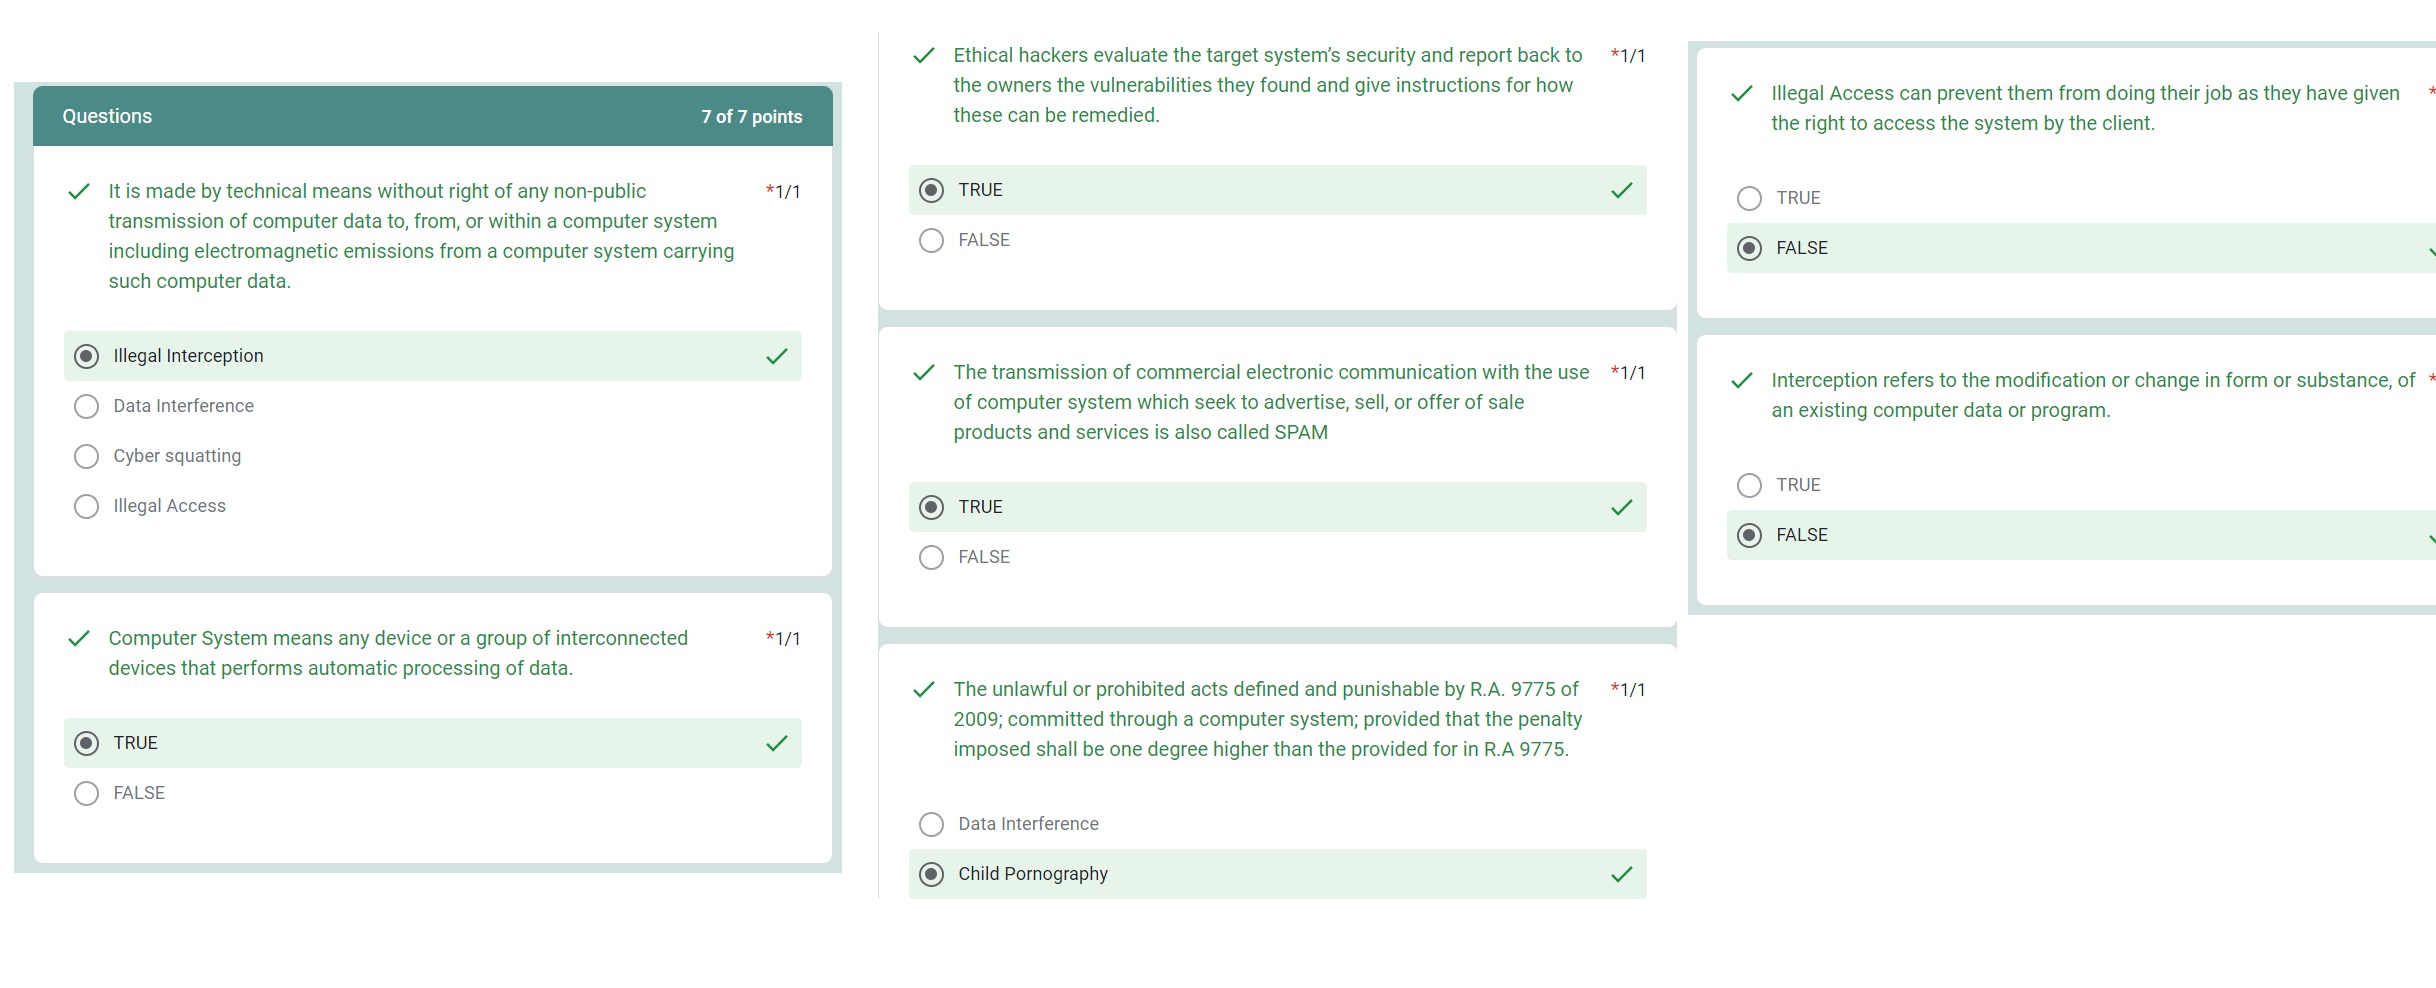 Questions
7 of 7 points
It is made by technical means without right of any non-public
*1/1
transmission of computer data to, from, or within a computer system
including electromagnetic emissions from a computer system carrying
such computer data.
Illegal Interception
Data Interference
Cyber squatting
Illegal Access
Computer System means any device or a group of interconnected
*1/1
devices that performs automatic processing of data.
TRUE
FALSE
Ethical hackers evaluate the target system’s security and report back to
*1/1
the owners the vulnerabilities they found and give instructions for how
these can be remedied.
TRUE
FALSE
The transmission of commercial electronic communication with the use
*1/1
of computer system which seek to advertise, sell, or offer of sale
products and services is also called SPAM
TRUE
FALSE
The unlawful or prohibited acts defined and punishable by R.A. 9775 of
*1/1
2009; committed through a computer system; provided that the penalty
imposed shall be one degree higher than the provided for in R.A 9775.
Data Interference
Child Pornography
Illegal Access can prevent them from doing their job as they have given
*
the right to access the system by the client.
TRUE
FALSE
Interception refers to the modification or change in form or substance, of
*
an existing computer data or program.
TRUE
FALSE